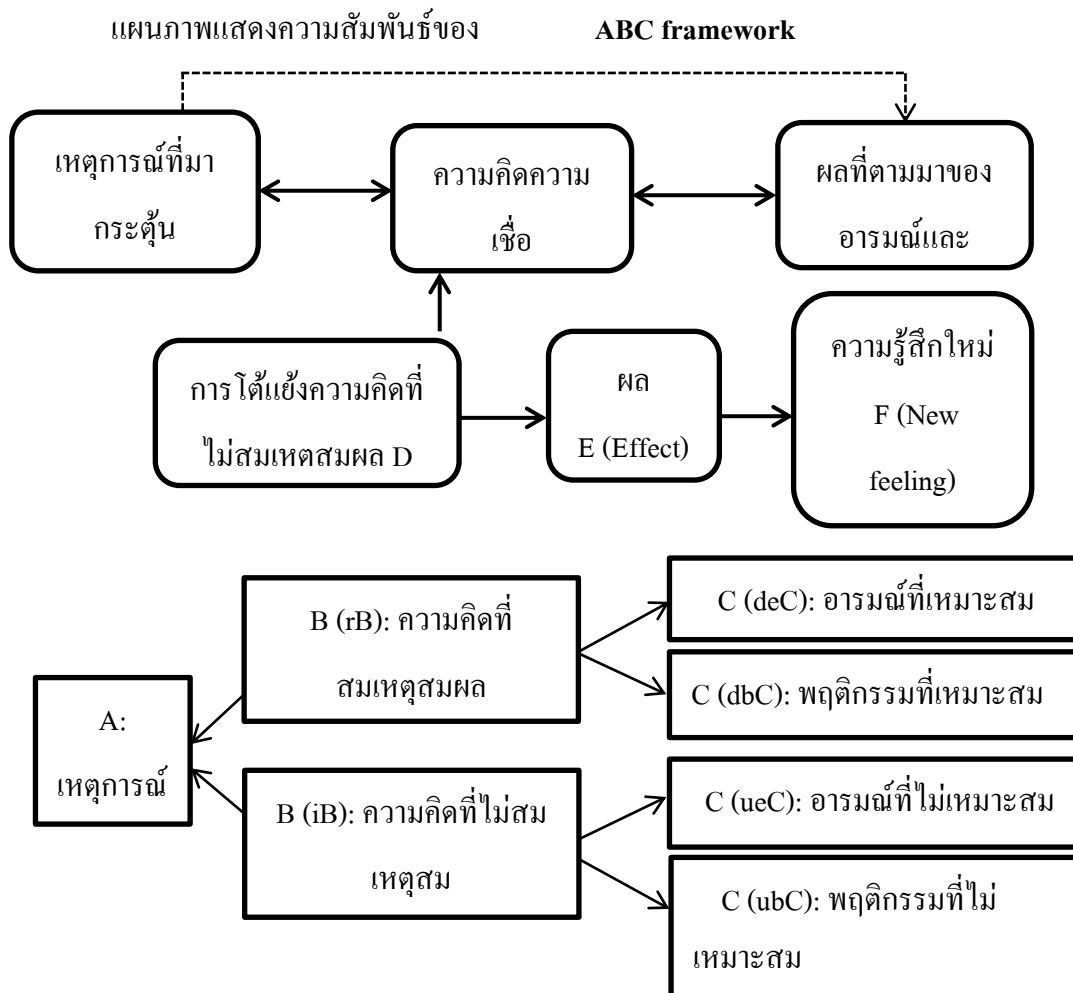 แผนภาพแสดงความสัมพันธ์ของ ABC framework
เหตุการณ์ที่มา
กระตุ้น
ความคิดความ
เชื่อ
ผลที่ตามมาของ
อารมณ์และ
การโต้แย้งความคิดที่
ไม่สมเหตสมผล D
ผล
E (Effect)
ความรู้สึกใหม่
F (New
feeling)
A:
เหตุการณ์
B (rB): ความคิดที่
สมเหตุสมผล
B (iB): ความคิดที่ไม่สม
เหตุสม
C (deC): อารมณ์ที่เหมาะสม
C (dbC): พฤติกรรมที่เหมาะสม
C (ueC): อารมณ์ที่ไม่เหมาะสม
C (ubC): พฤติกรรมที่ไม่
เหมาะสม